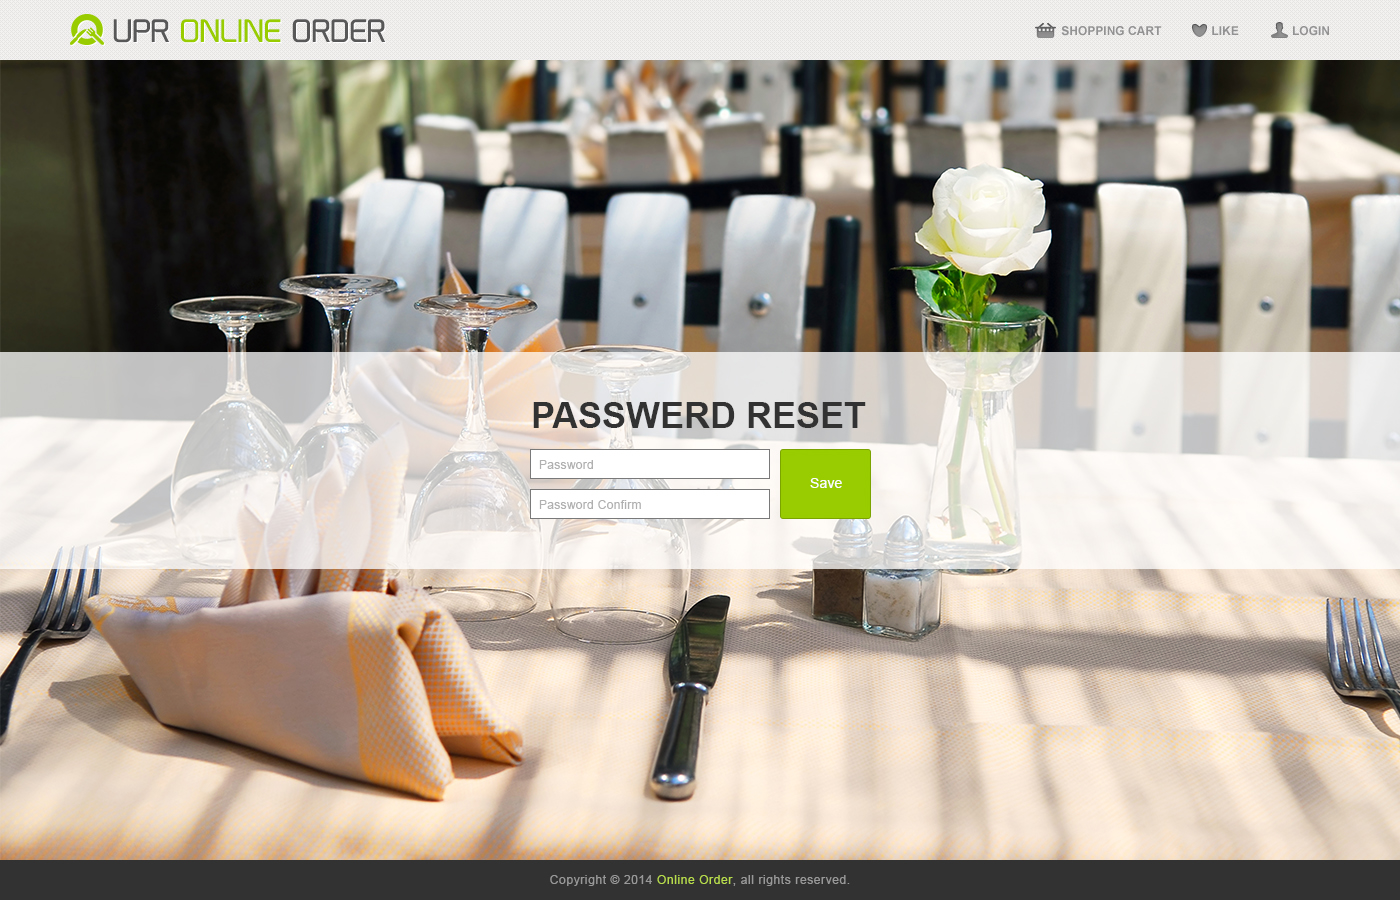 UPR ONLINE ORDER
SHOPPING CART
LIKE
LOGIN
PASSWERD RESET
Password
Save
Password Confirm
Copyright © 2014 Online Order, all rights reserved.